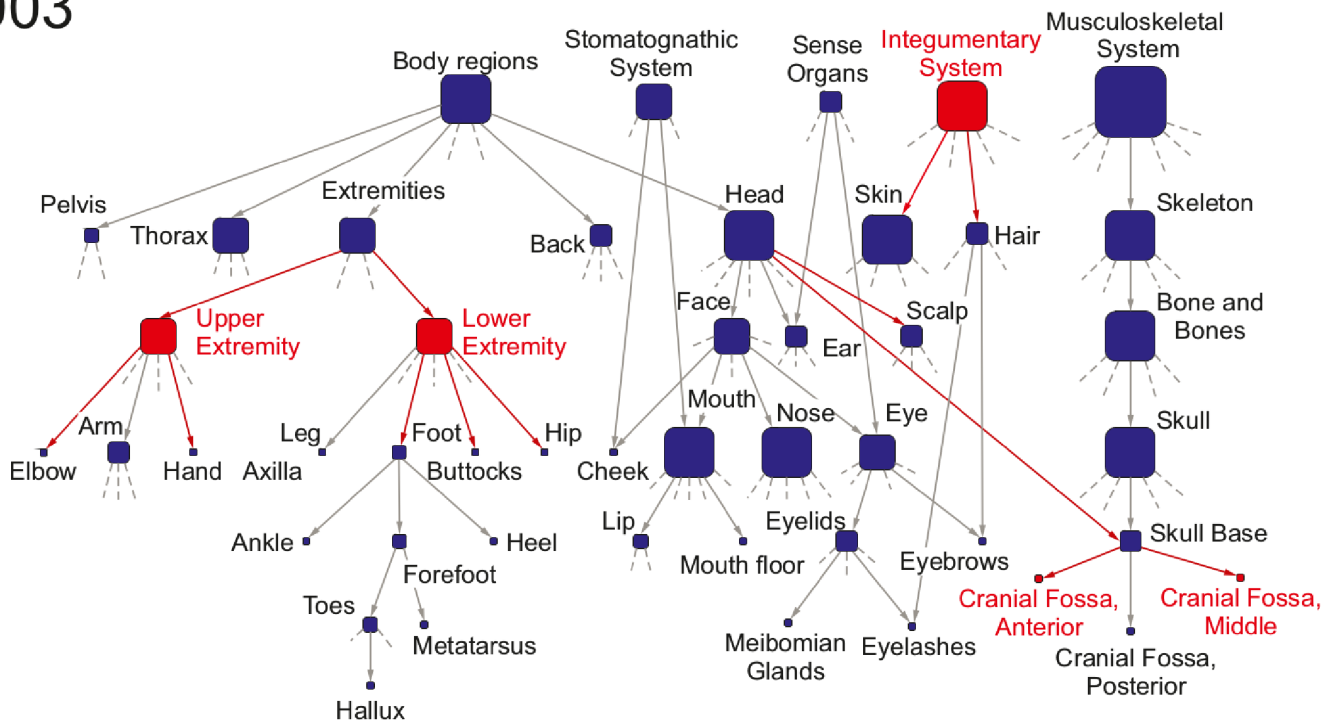 003
Body regions
Stomatognathic
System
Sense
Organs
Integumentary
System
Musculoskeletal
System
Pelvis
Thorax
Extremities
Back
Head
Skin
Hair
Skeleton
Upper
Extremity
Lower
Extremity
Face
Ear
Scalp
Bone and
Bones
Elbow
Arm
Hand
Leg
Axilla
Foot
Buttocks
Hip
Cheek
Mouth
Nose
Eye
Skull
Ankle
Forefoot
Heel
Lip
Mouth floor
Eyelids
Eyebrows
Skull Base
Toes
Metatarsus
Meibomian
Glands
Eyelashes
Cranial Fossa,
Anterior
Cranial Fossa,
Middle
Cranial Fossa,
Posterior
Hallux